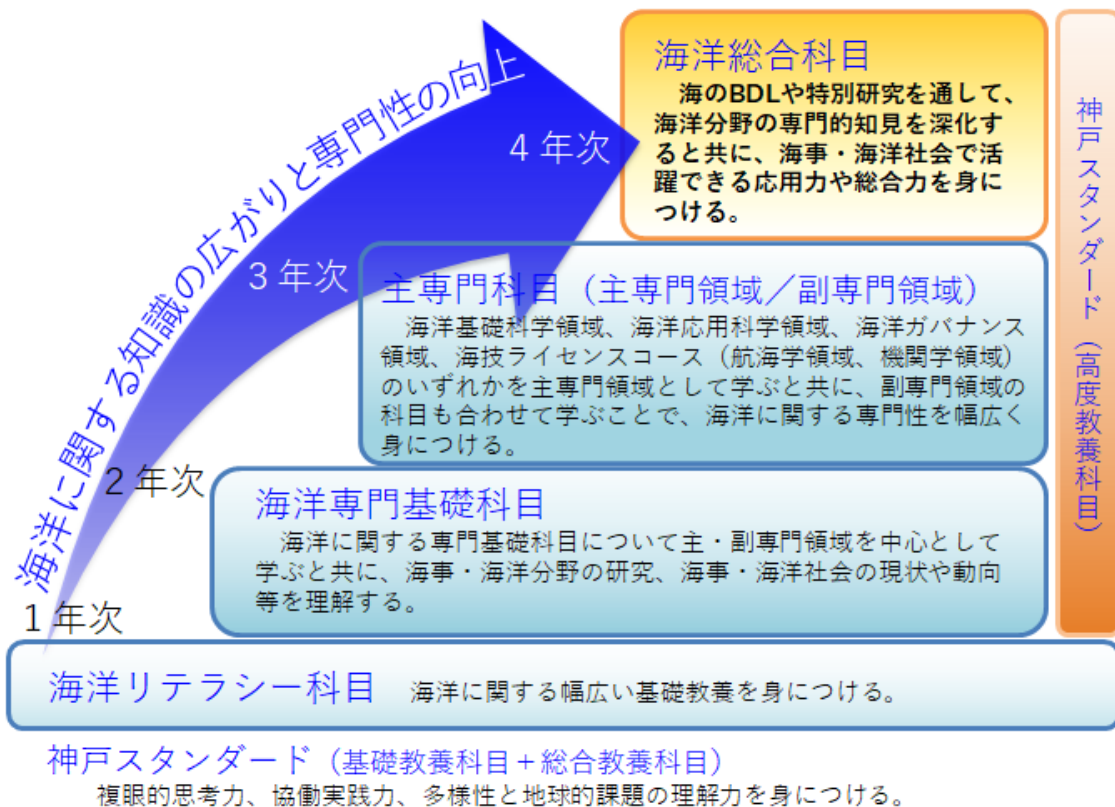 海洋に関する知識の広がりと専門性の向上
4 年次
3 年次
2 年次
1 年次
海洋総合科目
海のBDLや特別研究を通して、
海洋分野の専門的知見を深化す
ると共に、海事・海洋社会で活
躍できる応用力や総合力を身に
つける。
主専門科目(主専門領域/副専門領域)
海洋基礎科学領域、海洋応用科学領域、海洋ガバナンス
領域、海技ライセンスコース(航海学領域、機関学領域)
のいずれかを主専門領域として学ぶと共に、副専門領域の
科目も合わせて学ぶことで、海洋に関する専門性を幅広く
身につける。
海洋専門基礎科目
海洋に関する専門基礎科目について主・副専門領域を中心として
学ぶと共に、海事・海洋分野の研究、海事・海洋社会の現状や動向
等を理解する。
海洋リテラシー科目 海洋に関する幅広い基礎教養を身につける。
神戸スタンダード(高度教養科目)
神戸スタンダード(基礎教養科目+総合教養科目)
複眼的思考力、協働実践力、多様性と地球的課題の理解力を身につける。